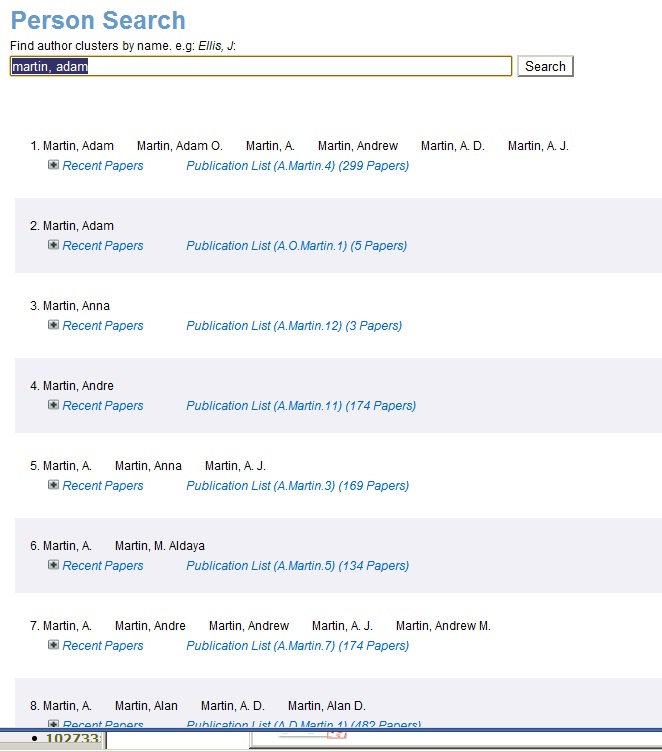 Person Search
Find author clusters by name. e.g: Ellis, J:
martin, adam Search
1. Martin, Adam Martin, Adam O. Martin, A. Martin, Andrew Martin, A. D. Martin, A. J.
Recent Papers Publication List (A.Martin.4) (299 Papers)
2. Martin, Adam
Recent Papers Publication List (A.O.Martin.1) (5 Papers)
3. Martin, Anna
Recent Papers Publication List (A.Martin.12) (3 Papers)
4. Martin, Andre
Recent Papers Publication List (A.Martin.11) (174 Papers)
5. Martin, A. Martin, Anna Martin, A. J.
Recent Papers Publication List (A.Martin.3) (169 Papers)
6. Martin, A. Martin, M. Aldaya
Recent Papers Publication List (A.Martin.5) (134 Papers)
7. Martin, A. Martin, Andre Martin, Andrew Martin, A. J. Martin, Andrew M.
Recent Papers Publication List (A.Martin.7) (174 Papers)
8. Martin, A. Martin, Alan Martin, A. D. Martin, Alan D.
Recent Papers Publication List (A.D.Martin.1) (462 Papers)